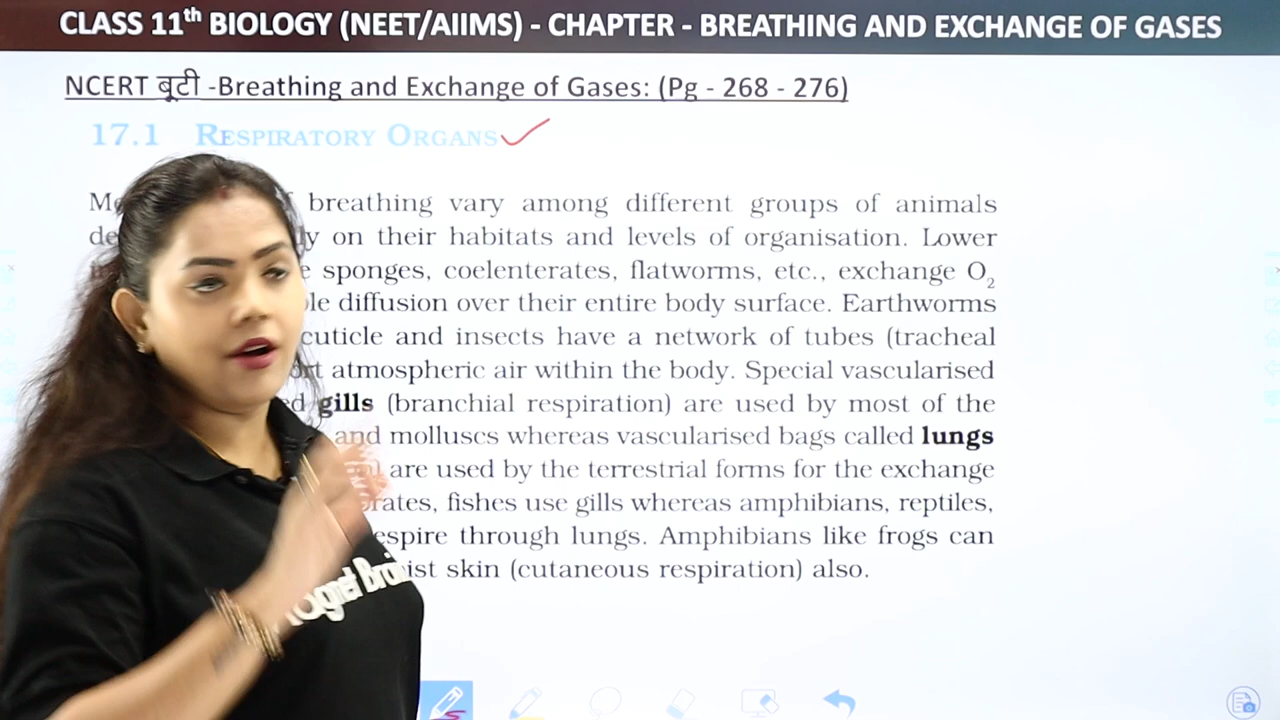 CLASS 11th BIOLOGY (NEET/AIIMS) - CHAPTER - BREATHING AND EXCHANGE OF GASES
NCERT बूटी -Breathing and Exchange of Gases: (Pg - 268 - 276)
17.1 RESPIRATORY ORGANS
breathing vary among different groups of animals
on their habitats and levels of organisation. Lower
sponges, coelenterates, flatworms, etc., exchange O2
diffusion over their entire body surface. Earthworms
cuticle and insects have a network of tubes (tracheal
atmospheric air within the body. Special vascularised
gills (branchial respiration) are used by most of the
and molluscs whereas vascularised bags called lungs
are used by the terrestrial forms for the exchange
fishes use gills whereas amphibians, reptiles,
through lungs. Amphibians like frogs can
skin (cutaneous respiration) also.